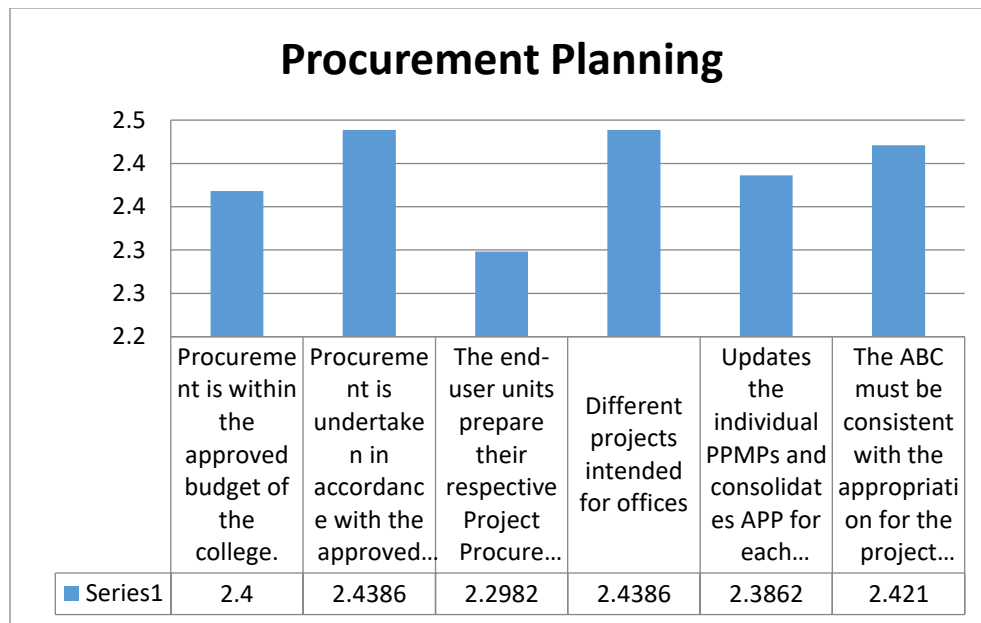 Procurement Planning
2.5
2.4
2.4
2.3
2.3
2.2
Procureme
nt is within
the
approved
budget of
the
college.
Procureme
nt is
undertake
n in
accordanc
e with the
approved…
The end-
user units
prepare
their
respective
Project
Procure…
Different
projects
intended
for offices
Updates
the
individual
PPMPs and
consolidat
es APP for
each…
The ABC
must be
consistent
with the
appropriati
on for the
project…
Series1 2.4 2.4386 2.2982 2.4386 2.3862 2.421